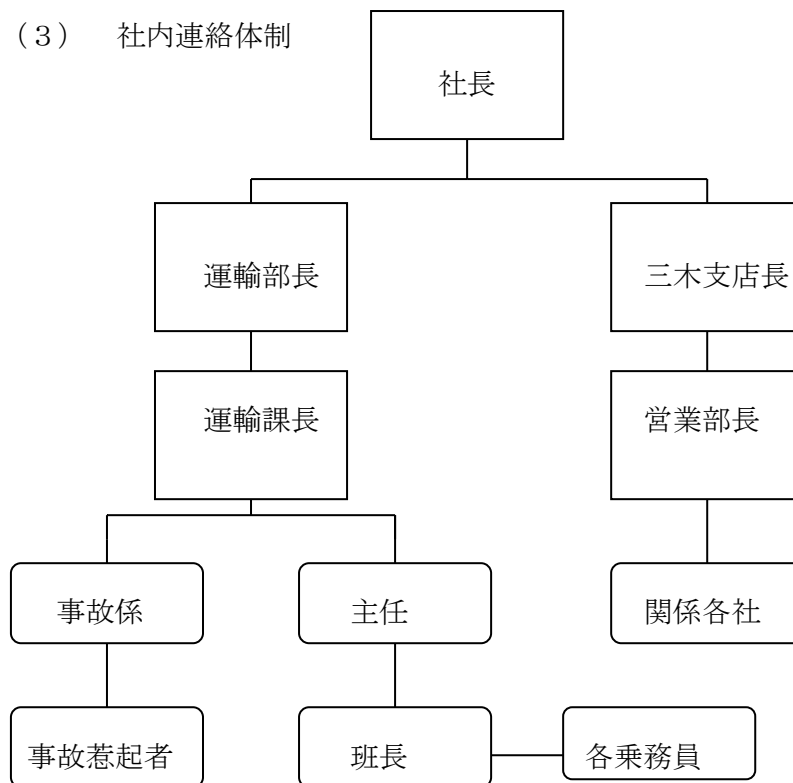 （３）　社内連絡体制
社長
運輸部長
三木支店長
運輸課長
営業部長
事故係
主任
関係各社
事故惹起者
班長
各乗務員